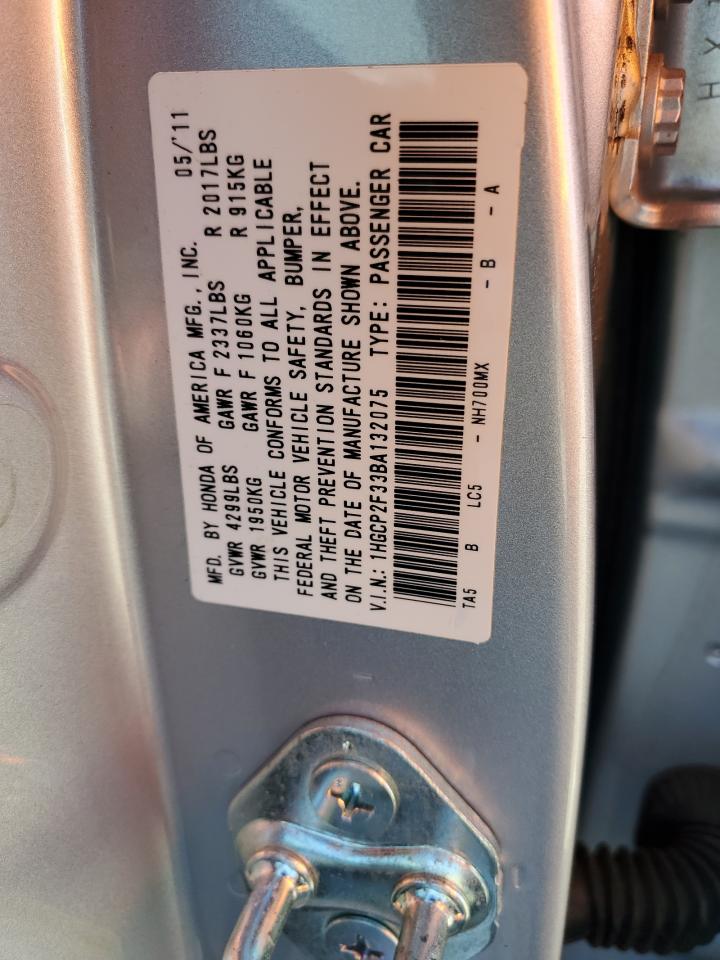 MFD. BY HONDA OF AMERICA MFG., INC. 05/'11
GVWR 4299LBS GAWR F 2337LBS R 2017LBS
GVWR 1950KG GAWR F 1060KG R 915KG
THIS VEHICLE CONFORMS TO ALL APPLICABLE
FEDERAL MOTOR VEHICLE SAFETY, BUMPER,
AND THEFT PREVENTION STANDARDS IN EFFECT
ON THE DATE OF MANUFACTURE SHOWN ABOVE.
V.I.N.: 1HGCP2F33BA132075 TYPE: PASSENGER CAR
TA5 B LC5 - NH700MX - B - A